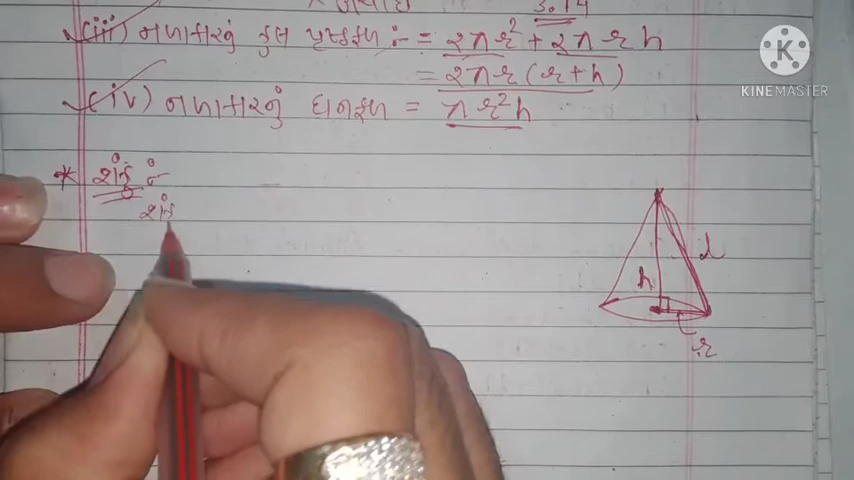 3.14
(iii) નળાકારનું કુલ પૃષ્ઠફળ :- = 2πr² + 2πrh
= 2πr (r+h)
(iv) નળાકારનું ઘનફળ = πr²h
* શંકુ :-
શંકુ
l
h
r
KINEMASTER